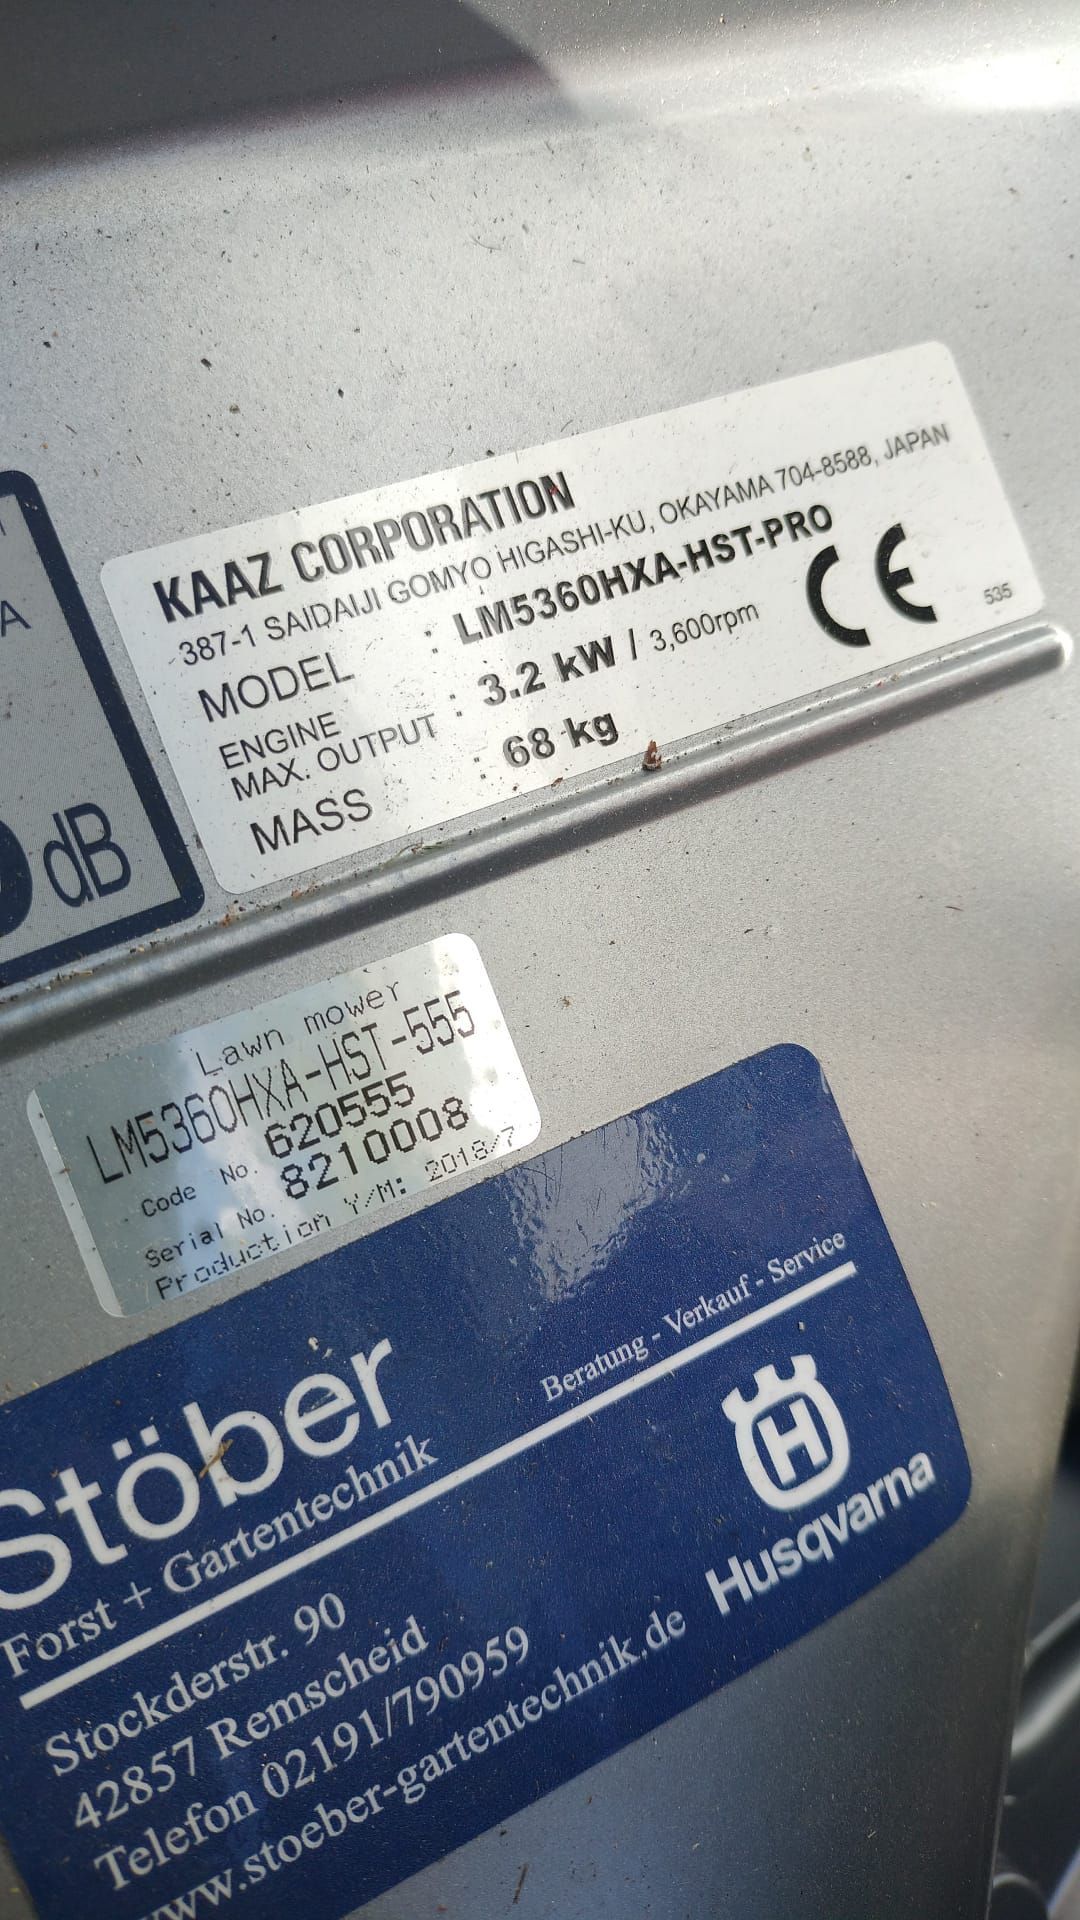 KAAZ CORPORATION
387-1 SAIDAIJI GOMYO HIGASHI-KU, OKAYAMA 704-8588, JAPAN
MODEL : LM5360HXA-HST-PRO
ENGINE
MAX. OUTPUT : 3.2 kW / 3,600rpm
MASS : 68 kg
CE
535
A
dB
Lawn mower
LM5360HXA-HST-555
Code No. 620555
Serial No. 8210008
Production Y/M: 2018/7
Stöber
Forst + Gartentechnik
Beratung - Verkauf - Service
Stockderstr. 90
42857 Remscheid
Telefon 02191/790959
www.stoeber-gartentechnik.de
H
Husqvarna